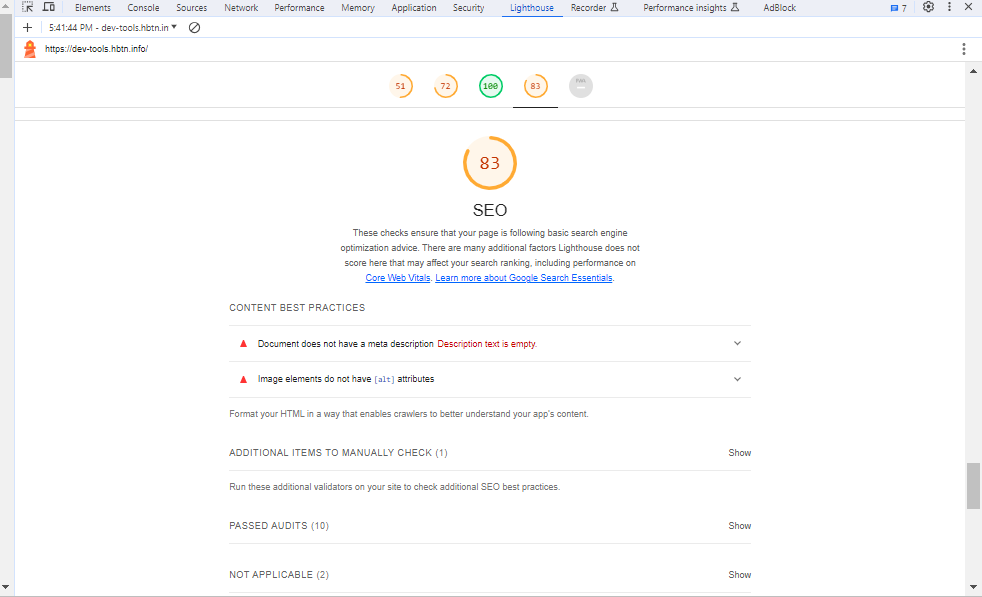 Elements Console Sources Network Performance Memory Application Security Lighthouse Recorder Performance insights AdBlock 7
5:41:44 PM - dev-tools.hbtn.in
https://dev-tools.hbtn.info/
51 72 100 83
83
SEO
These checks ensure that your page is following basic search engine
optimization advice. There are many additional factors Lighthouse does not
score here that may affect your search ranking, including performance on
Core Web Vitals. Learn more about Google Search Essentials.
CONTENT BEST PRACTICES
Document does not have a meta description Description text is empty.
Image elements do not have [alt] attributes
Format your HTML in a way that enables crawlers to better understand your app's content.
ADDITIONAL ITEMS TO MANUALLY CHECK (1) Show
Run these additional validators on your site to check additional SEO best practices.
PASSED AUDITS (10) Show
NOT APPLICABLE (2) Show